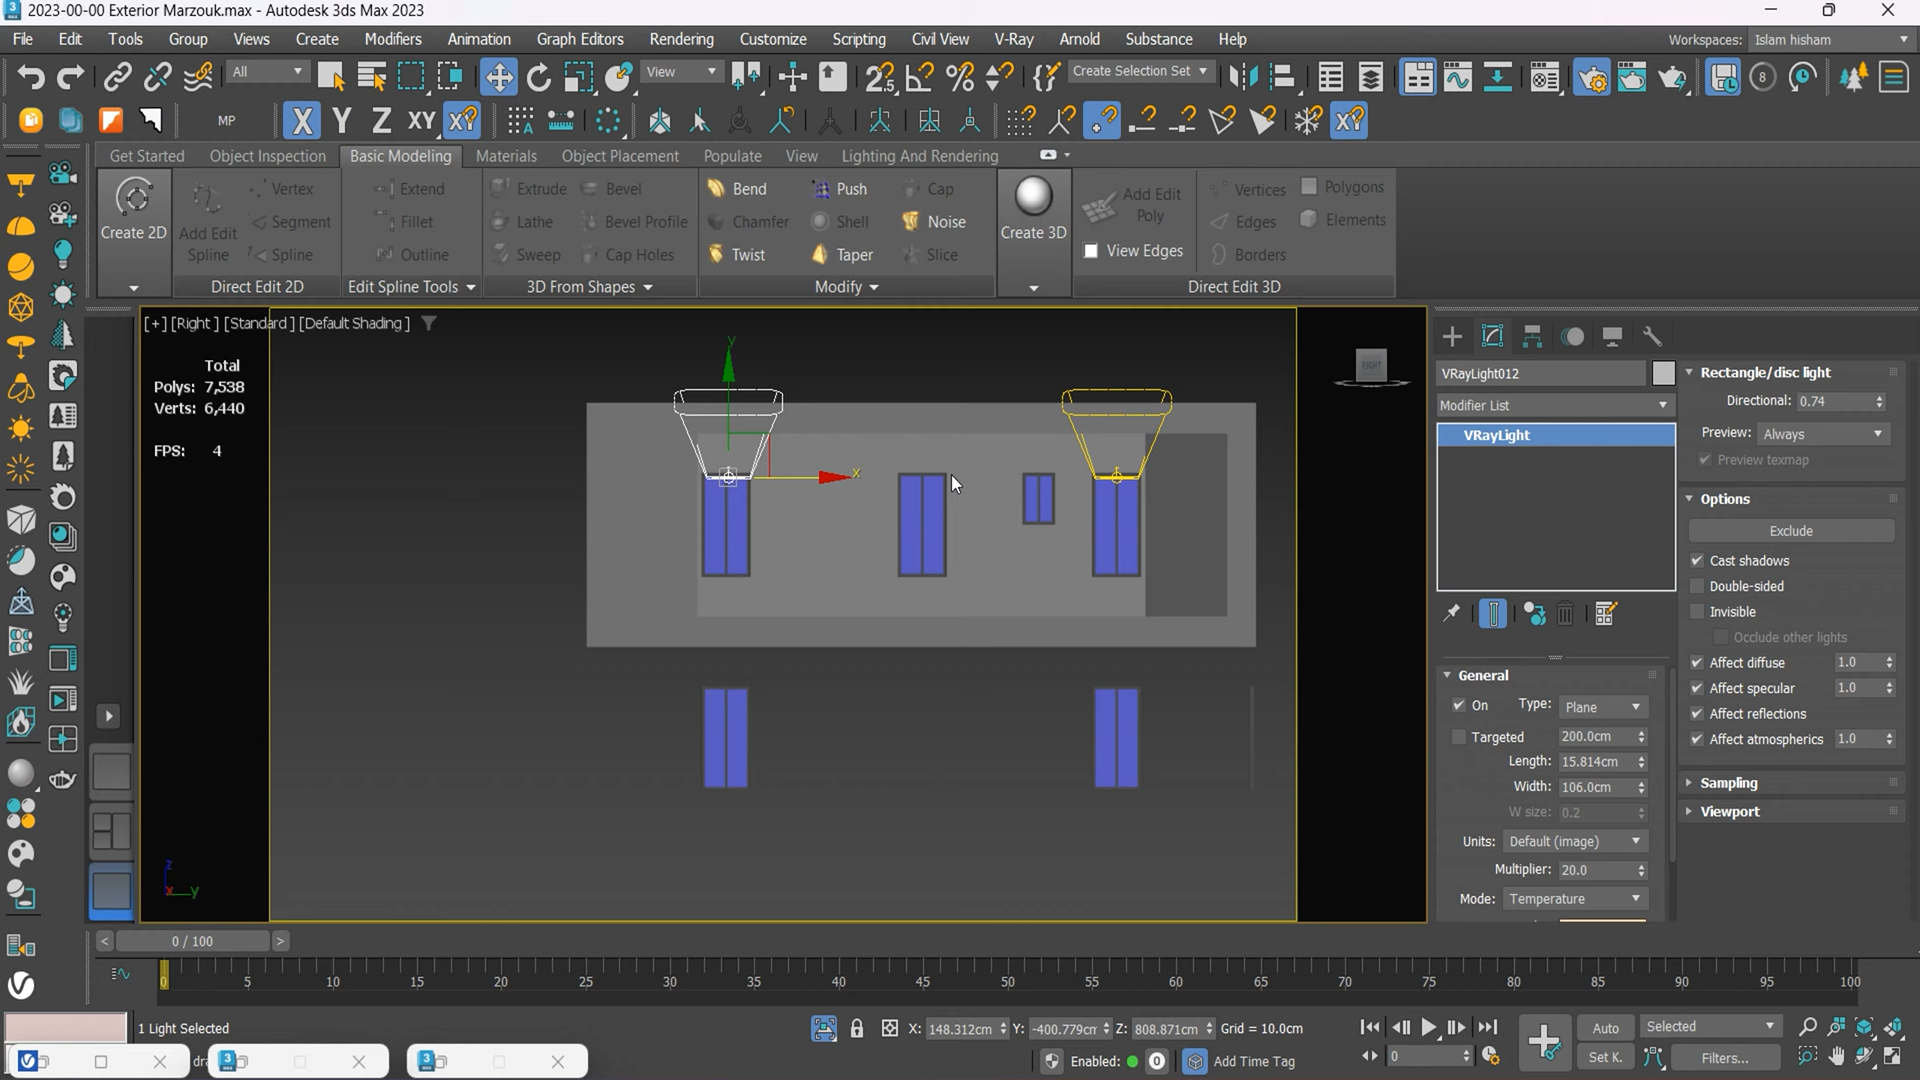 2023-00-00 Exterior Marzouk.max - Autodesk 3ds Max 2023
File Edit Tools Group Views Create Modifiers Animation Graph Editors Rendering Customize Scripting Civil View V-Ray Arnold Substance Help
Workspaces: Islam hisham
All View Create Selection Set 8
MP X Y Z XY XY XY
Get Started Object Inspection Basic Modeling Materials Object Placement Populate View Lighting And Rendering
Create 2D
Add Edit Spline
Vertex
Segment
Spline
Direct Edit 2D
Extend
Fillet
Outline
Edit Spline Tools
Extrude Bevel
Lathe Bevel Profile
Sweep Cap Holes
3D From Shapes
Bend Push Cap
Chamfer Shell Noise
Twist Taper Slice
Modify
Create 3D
Add Edit Poly
View Edges
Vertices Polygons
Edges Elements
Borders
Direct Edit 3D
[+] [Right ] [Standard ] [Default Shading ]
Total
Polys: 7,538
Verts: 6,440
FPS: 4
y
x
RIGHT
z
x y
VRayLight012
Modifier List
VRayLight
General
On Type: Plane
Targeted 200.0cm
Length: 15.814cm
Width: 106.0cm
W size: 0.2
Units: Default (image)
Multiplier: 20.0
Mode: Temperature
Rectangle/disc light
Directional: 0.74
Preview: Always
Preview texmap
Options
Exclude
Cast shadows
Double-sided
Invisible
Occlude other lights
Affect diffuse 1.0
Affect specular 1.0
Affect reflections
Affect atmospherics 1.0
Sampling
Viewport
< 0 / 100 >
0 5 10 15 20 25 30 35 40 45 50 55 60 65 70 75 80 85 90 95 100
1 Light Selected
X: 148.312cm Y: -400.779cm Z: 808.871cm Grid = 10.0cm
Enabled: 0 Add Time Tag
0
Auto Selected
Set K. Filters...